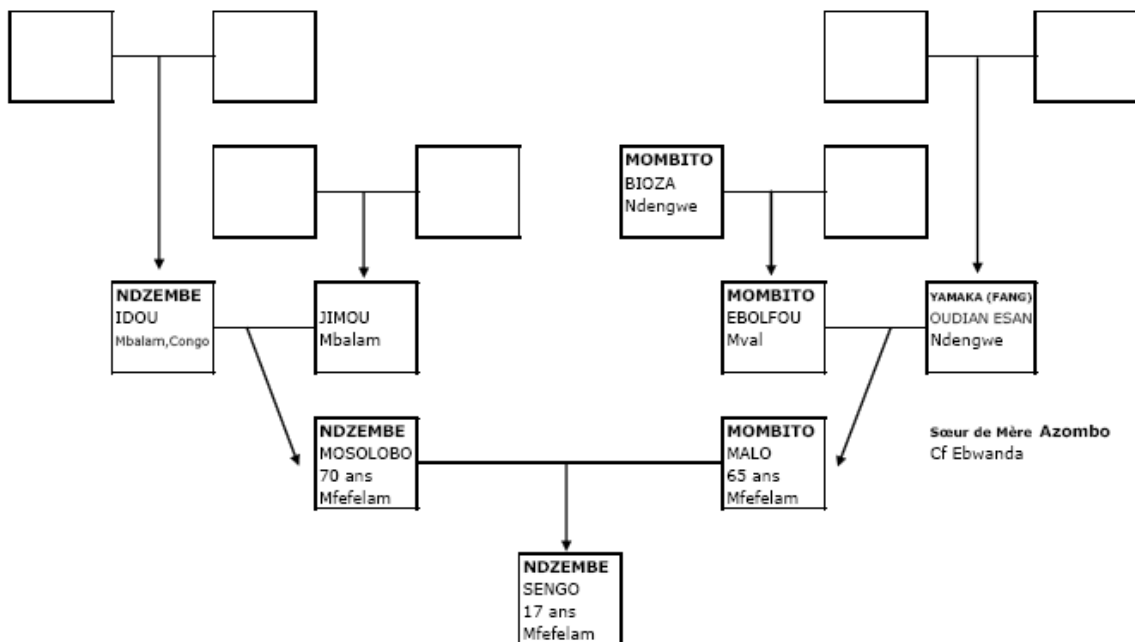 MOMBITO
BIOZA
Ndengwe
NDZEMBE
IDOU
Mbalam,Congo
JIMOU
Mbalam
MOMBITO
EBOLFOU
Mval
YAMAKA (FANG)
OUDIAN ESAN
Ndengwe
NDZEMBE
MOSOLOBO
70 ans
Mfefelam
MOMBITO
MALO
65 ans
Mfefelam
Sœur de Mère Azombo
Cf Ebwanda
NDZEMBE
SENGO
17 ans
Mfefelam